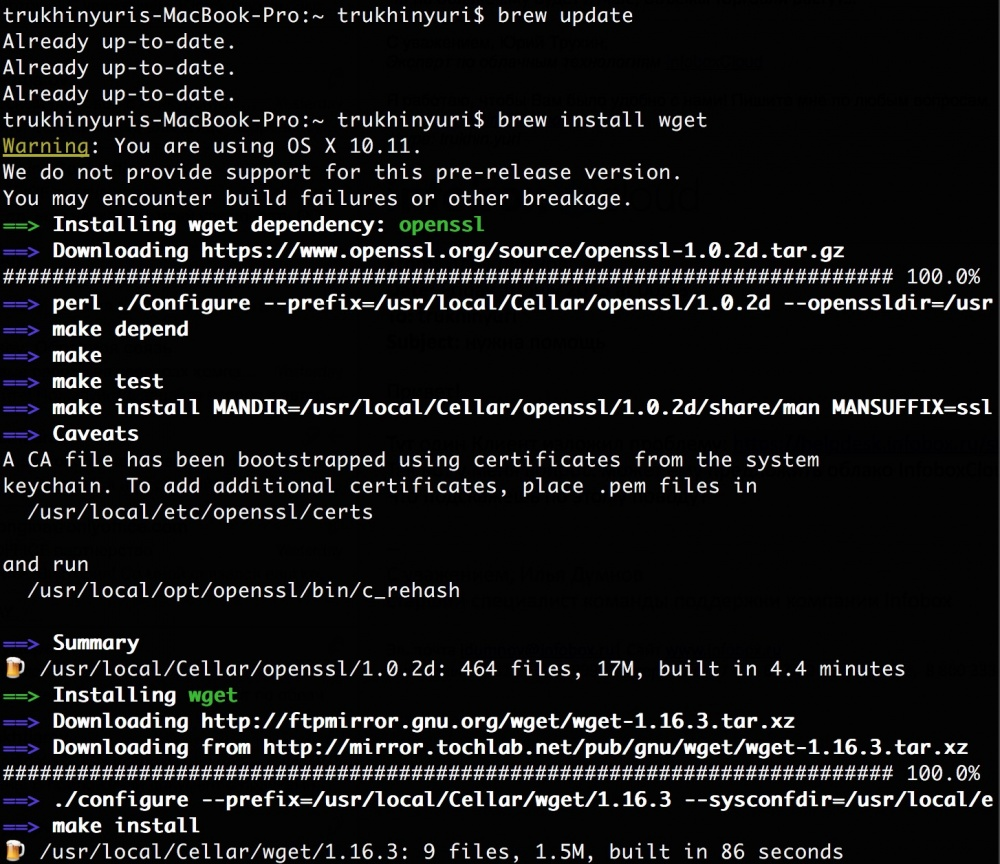 trukhinyuris-MacBook-Pro:~ trukhinyuri$ brew update
Already up-to-date.
Already up-to-date.
Already up-to-date.
trukhinyuris-MacBook-Pro:~ trukhinyuri$ brew install wget
Warning: You are using OS X 10.11.
We do not provide support for this pre-release version.
You may encounter build failures or other breakage.
==> Installing wget dependency: openssl
==> Downloading https://www.openssl.org/source/openssl-1.0.2d.tar.gz
######################################################################## 100.0%
==> perl ./Configure --prefix=/usr/local/Cellar/openssl/1.0.2d --openssldir=/usr
==> make depend
==> make
==> make test
==> make install MANDIR=/usr/local/Cellar/openssl/1.0.2d/share/man MANSUFFIX=ssl
==> Caveats
A CA file has been bootstrapped using certificates from the system
keychain. To add additional certificates, place .pem files in
  /usr/local/etc/openssl/certs

and run
  /usr/local/opt/openssl/bin/c_rehash

==> Summary
🍺 /usr/local/Cellar/openssl/1.0.2d: 464 files, 17M, built in 4.4 minutes
==> Installing wget
==> Downloading http://ftpmirror.gnu.org/wget/wget-1.16.3.tar.xz
==> Downloading from http://mirror.tochlab.net/pub/gnu/wget/wget-1.16.3.tar.xz
######################################################################## 100.0%
==> ./configure --prefix=/usr/local/Cellar/wget/1.16.3 --sysconfdir=/usr/local/e
==> make install
🍺 /usr/local/Cellar/wget/1.16.3: 9 files, 1.5M, built in 86 seconds